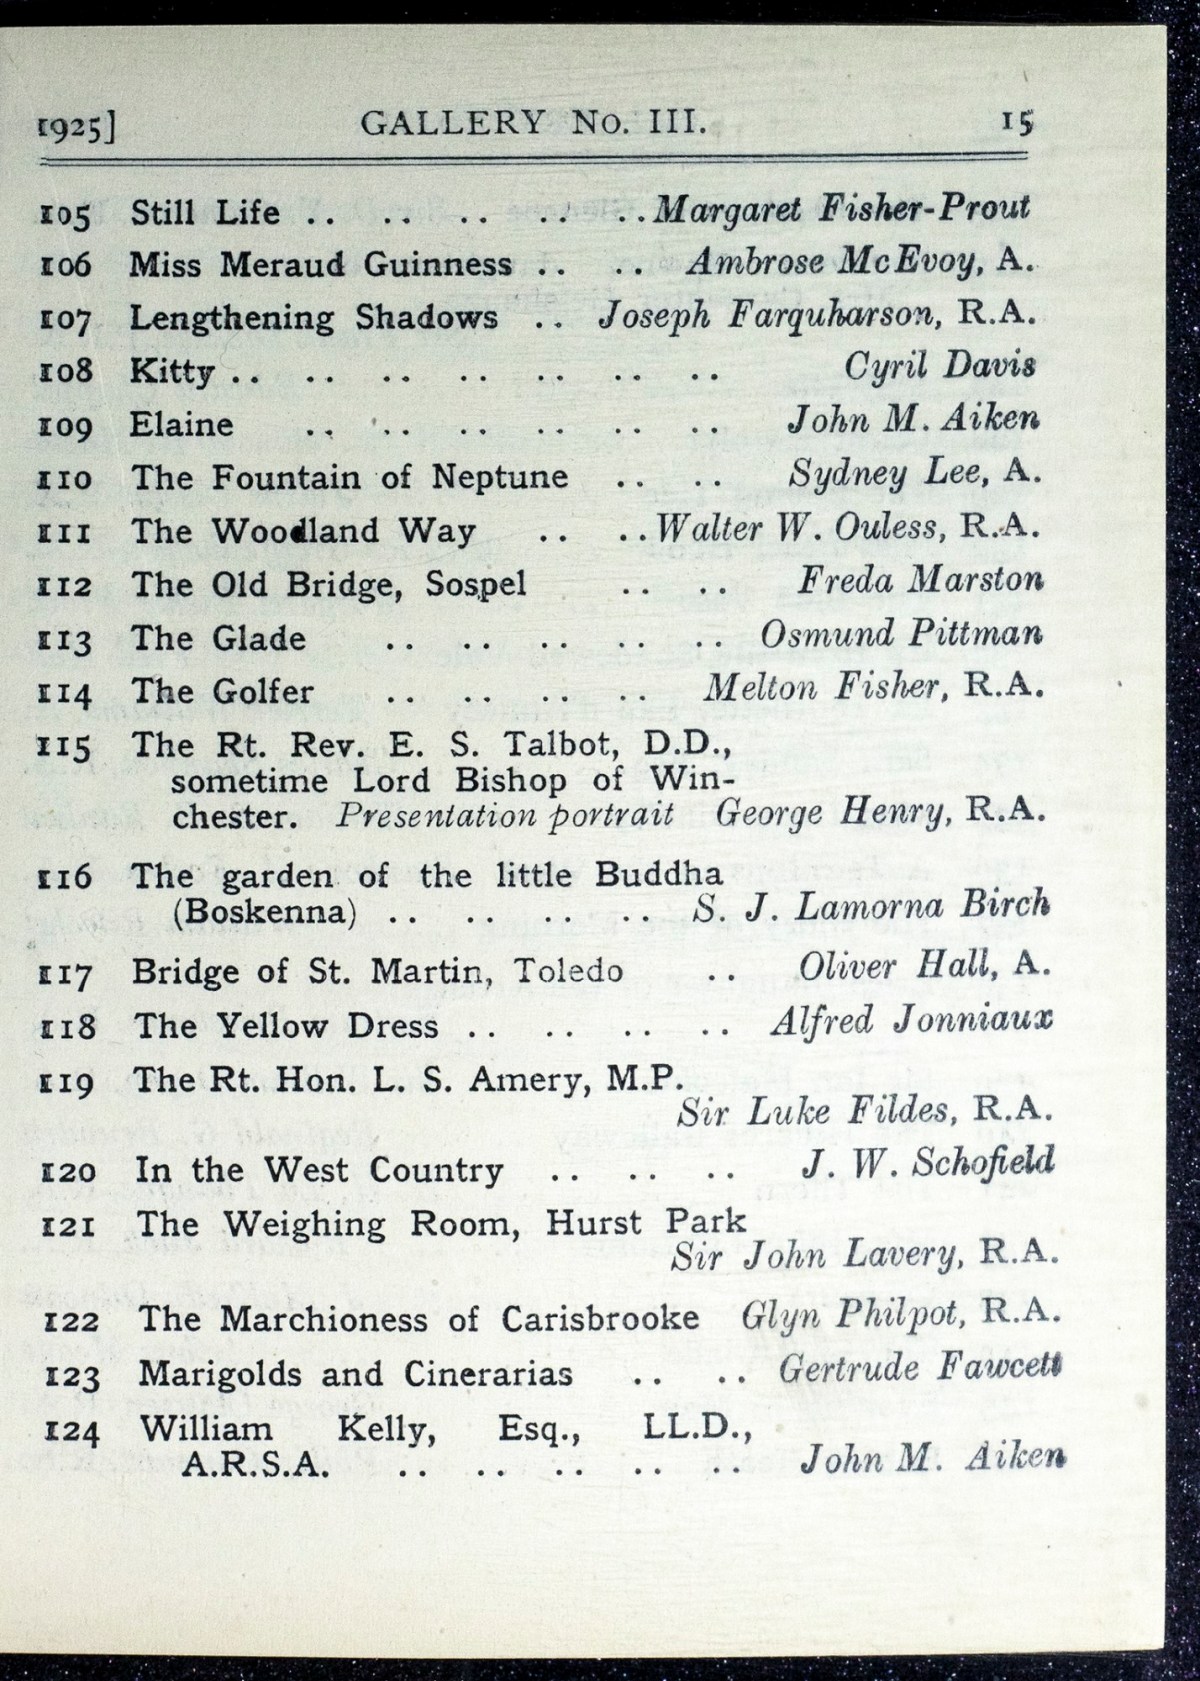 1925] GALLERY No. III. 15
105 Still Life .. .. .. .. .. Margaret Fisher-Prout
106 Miss Meraud Guinness .. .. Ambrose McEvoy, A.
107 Lengthening Shadows .. Joseph Farquharson, R.A.
108 Kitty .. .. .. .. .. .. .. Cyril Davis
109 Elaine .. .. .. .. .. .. John M. Aiken
110 The Fountain of Neptune .. .. Sydney Lee, A.
111 The Woodland Way .. .. Walter W. Ouless, R.A.
112 The Old Bridge, Sospel .. .. Freda Marston
113 The Glade .. .. .. .. .. Osmund Pittman
114 The Golfer .. .. .. .. Melton Fisher, R.A.
115 The Rt. Rev. E. S. Talbot, D.D.,
sometime Lord Bishop of Win-
chester. Presentation portrait George Henry, R.A.
116 The garden of the little Buddha
(Boskenna) .. .. .. .. S. J. Lamorna Birch
117 Bridge of St. Martin, Toledo .. Oliver Hall, A.
118 The Yellow Dress .. .. .. .. Alfred Jonniaux
119 The Rt. Hon. L. S. Amery, M.P.
Sir Luke Fildes, R.A.
120 In the West Country .. .. .. J. W. Schofield
121 The Weighing Room, Hurst Park
Sir John Lavery, R.A.
122 The Marchioness of Carisbrooke Glyn Philpot, R.A.
123 Marigolds and Cinerarias .. .. Gertrude Fawcett
124 William Kelly, Esq., LL.D.,
A.R.S.A. .. .. .. .. .. John M. Aiken